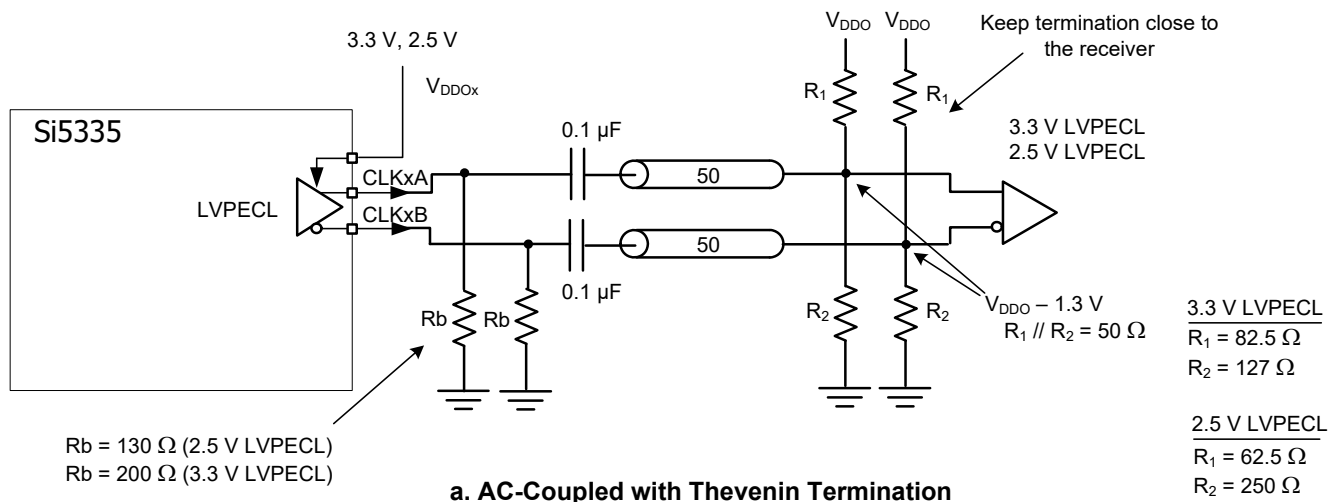 3.3 V, 2.5 V
VDDOx
Si5335
LVPECL
CLKxA
CLKxB
0.1 µF
0.1 µF
50
50
Rb
Rb
Rb = 130 Ω (2.5 V LVPECL)
Rb = 200 Ω (3.3 V LVPECL)
VDDO
VDDO
R1
R1
R2
R2
Keep termination close to
the receiver
3.3 V LVPECL
2.5 V LVPECL
VDDO – 1.3 V
R1 // R2 = 50 Ω
3.3 V LVPECL
R1 = 82.5 Ω
R2 = 127 Ω
2.5 V LVPECL
R1 = 62.5 Ω
R2 = 250 Ω
a. AC-Coupled with Thevenin Termination